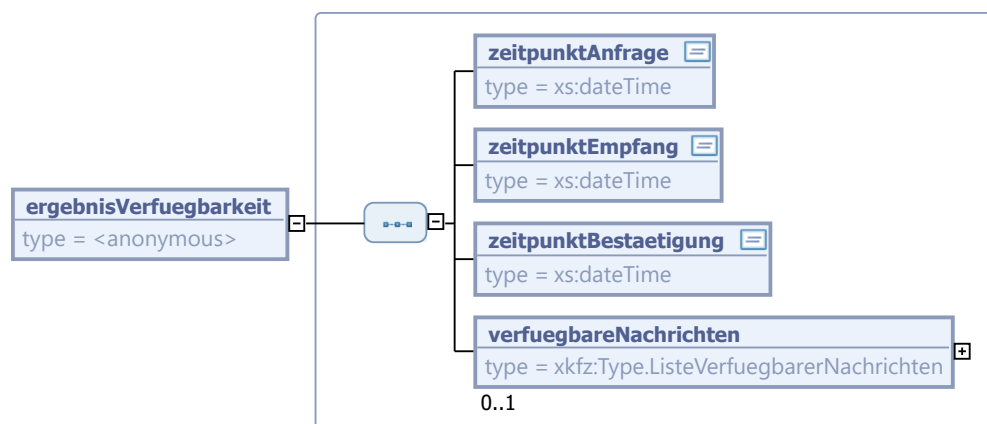 zeitpunktAnfrage
type = xs:dateTime
zeitpunktEmpfang
type = xs:dateTime
ergebnisVerfuegbarkeit
type = <anonymous>
zeitpunktBestaetigung
type = xs:dateTime
verfuegbareNachrichten
type = xkfz:Type.ListeVerfuegbarerNachrichten
0..1